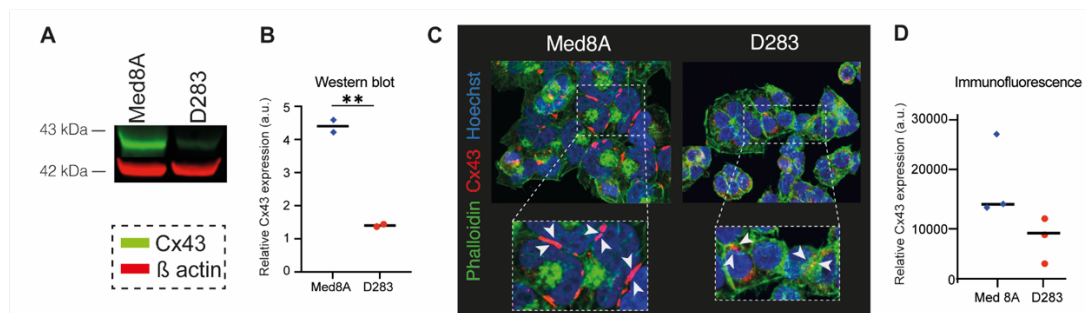 A
Med8A
D283
43 kDa
42 kDa
Cx43
ß actin
B
Western blot
**
Relative Cx43 expression (a.u.)
5
4
3
2
1
0
Med8A
D283
C
Med8A
D283
Phalloidin Cx43 Hoechst
D
Immunofluorescence
Relative Cx43 expression (a.u.)
30000
20000
10000
0
Med 8A
D283